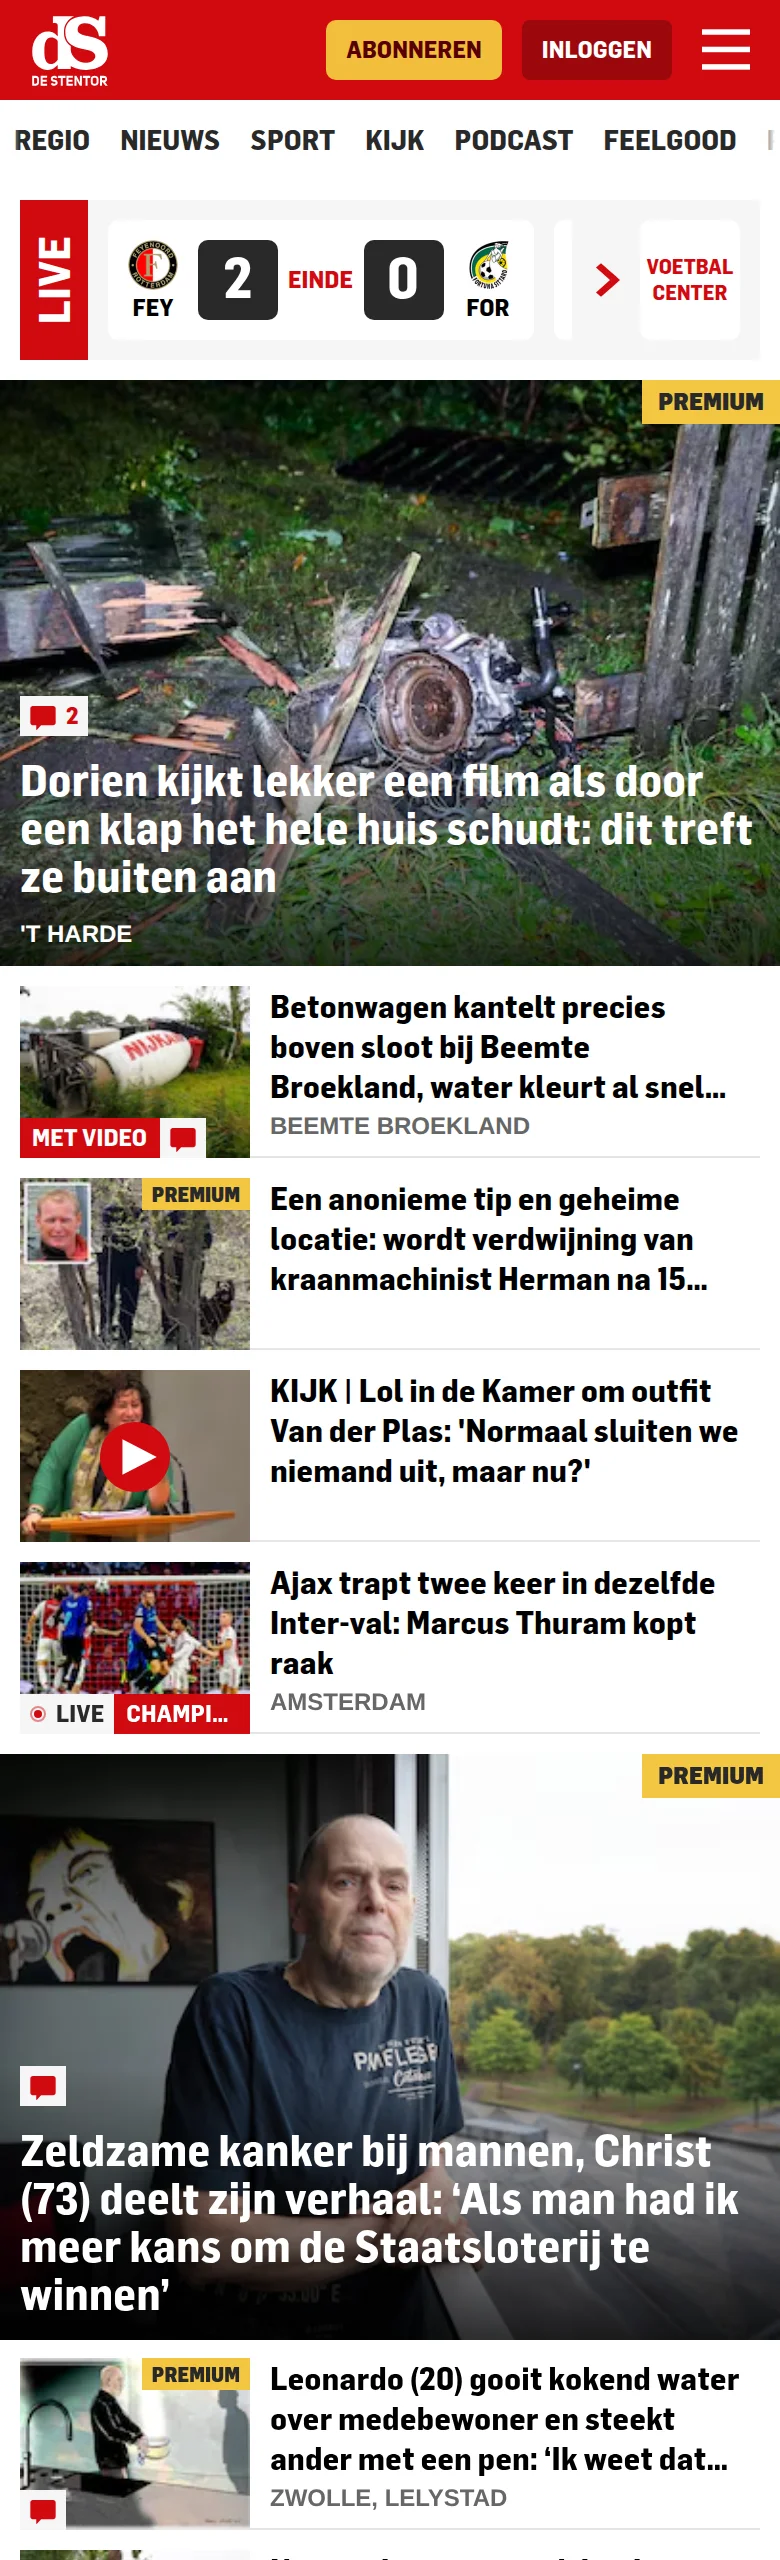 dS
DE STENTOR
ABONNEREN
INLOGGEN
REGIO NIEUWS SPORT KIJK PODCAST FEELGOOD
LIVE
FEYENOORD
ROTTERDAM
FEY
2
EINDE
0
FOR
VOETBAL
CENTER
PREMIUM
2
Dorien kijkt lekker een film als door
een klap het hele huis schudt: dit treft
ze buiten aan
'T HARDE
NIJKA
MET VIDEO
Betonwagen kantelt precies
boven sloot bij Beemte
Broekland, water kleurt al snel...
BEEMTE BROEKLAND
PREMIUM
Een anonieme tip en geheime
locatie: wordt verdwijning van
kraanmachinist Herman na 15...
KIJK | Lol in de Kamer om outfit
Van der Plas: 'Normaal sluiten we
niemand uit, maar nu?'
LIVE
CHAMPI...
Ajax trapt twee keer in dezelfde
Inter-val: Marcus Thuram kopt
raak
AMSTERDAM
PREMIUM
Zeldzame kanker bij mannen, Christ
(73) deelt zijn verhaal: ‘Als man had ik
meer kans om de Staatsloterij te
winnen’
PREMIUM
Leonardo (20) gooit kokend water
over medebewoner en steekt
ander met een pen: ‘Ik weet dat...
ZWOLLE, LELYSTAD